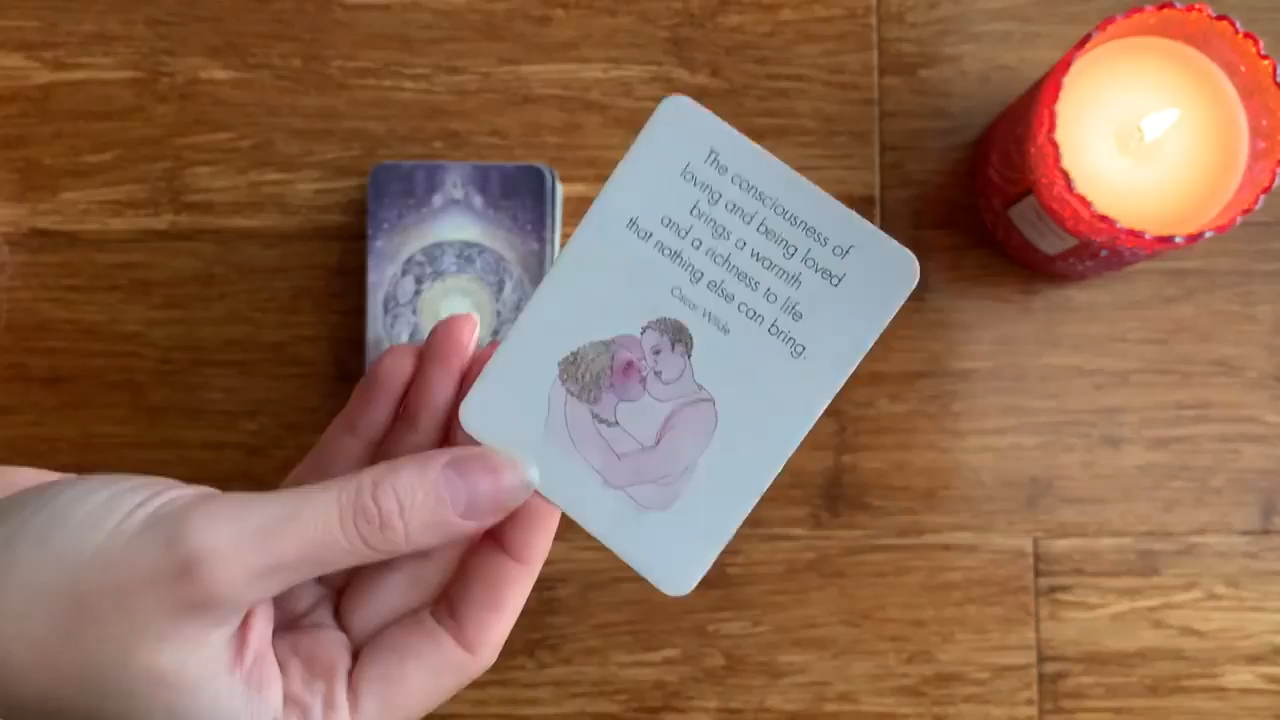 The consciousness of
loving and being loved
brings a warmth
and a richness to life
that nothing else can bring.
Oscar Wilde